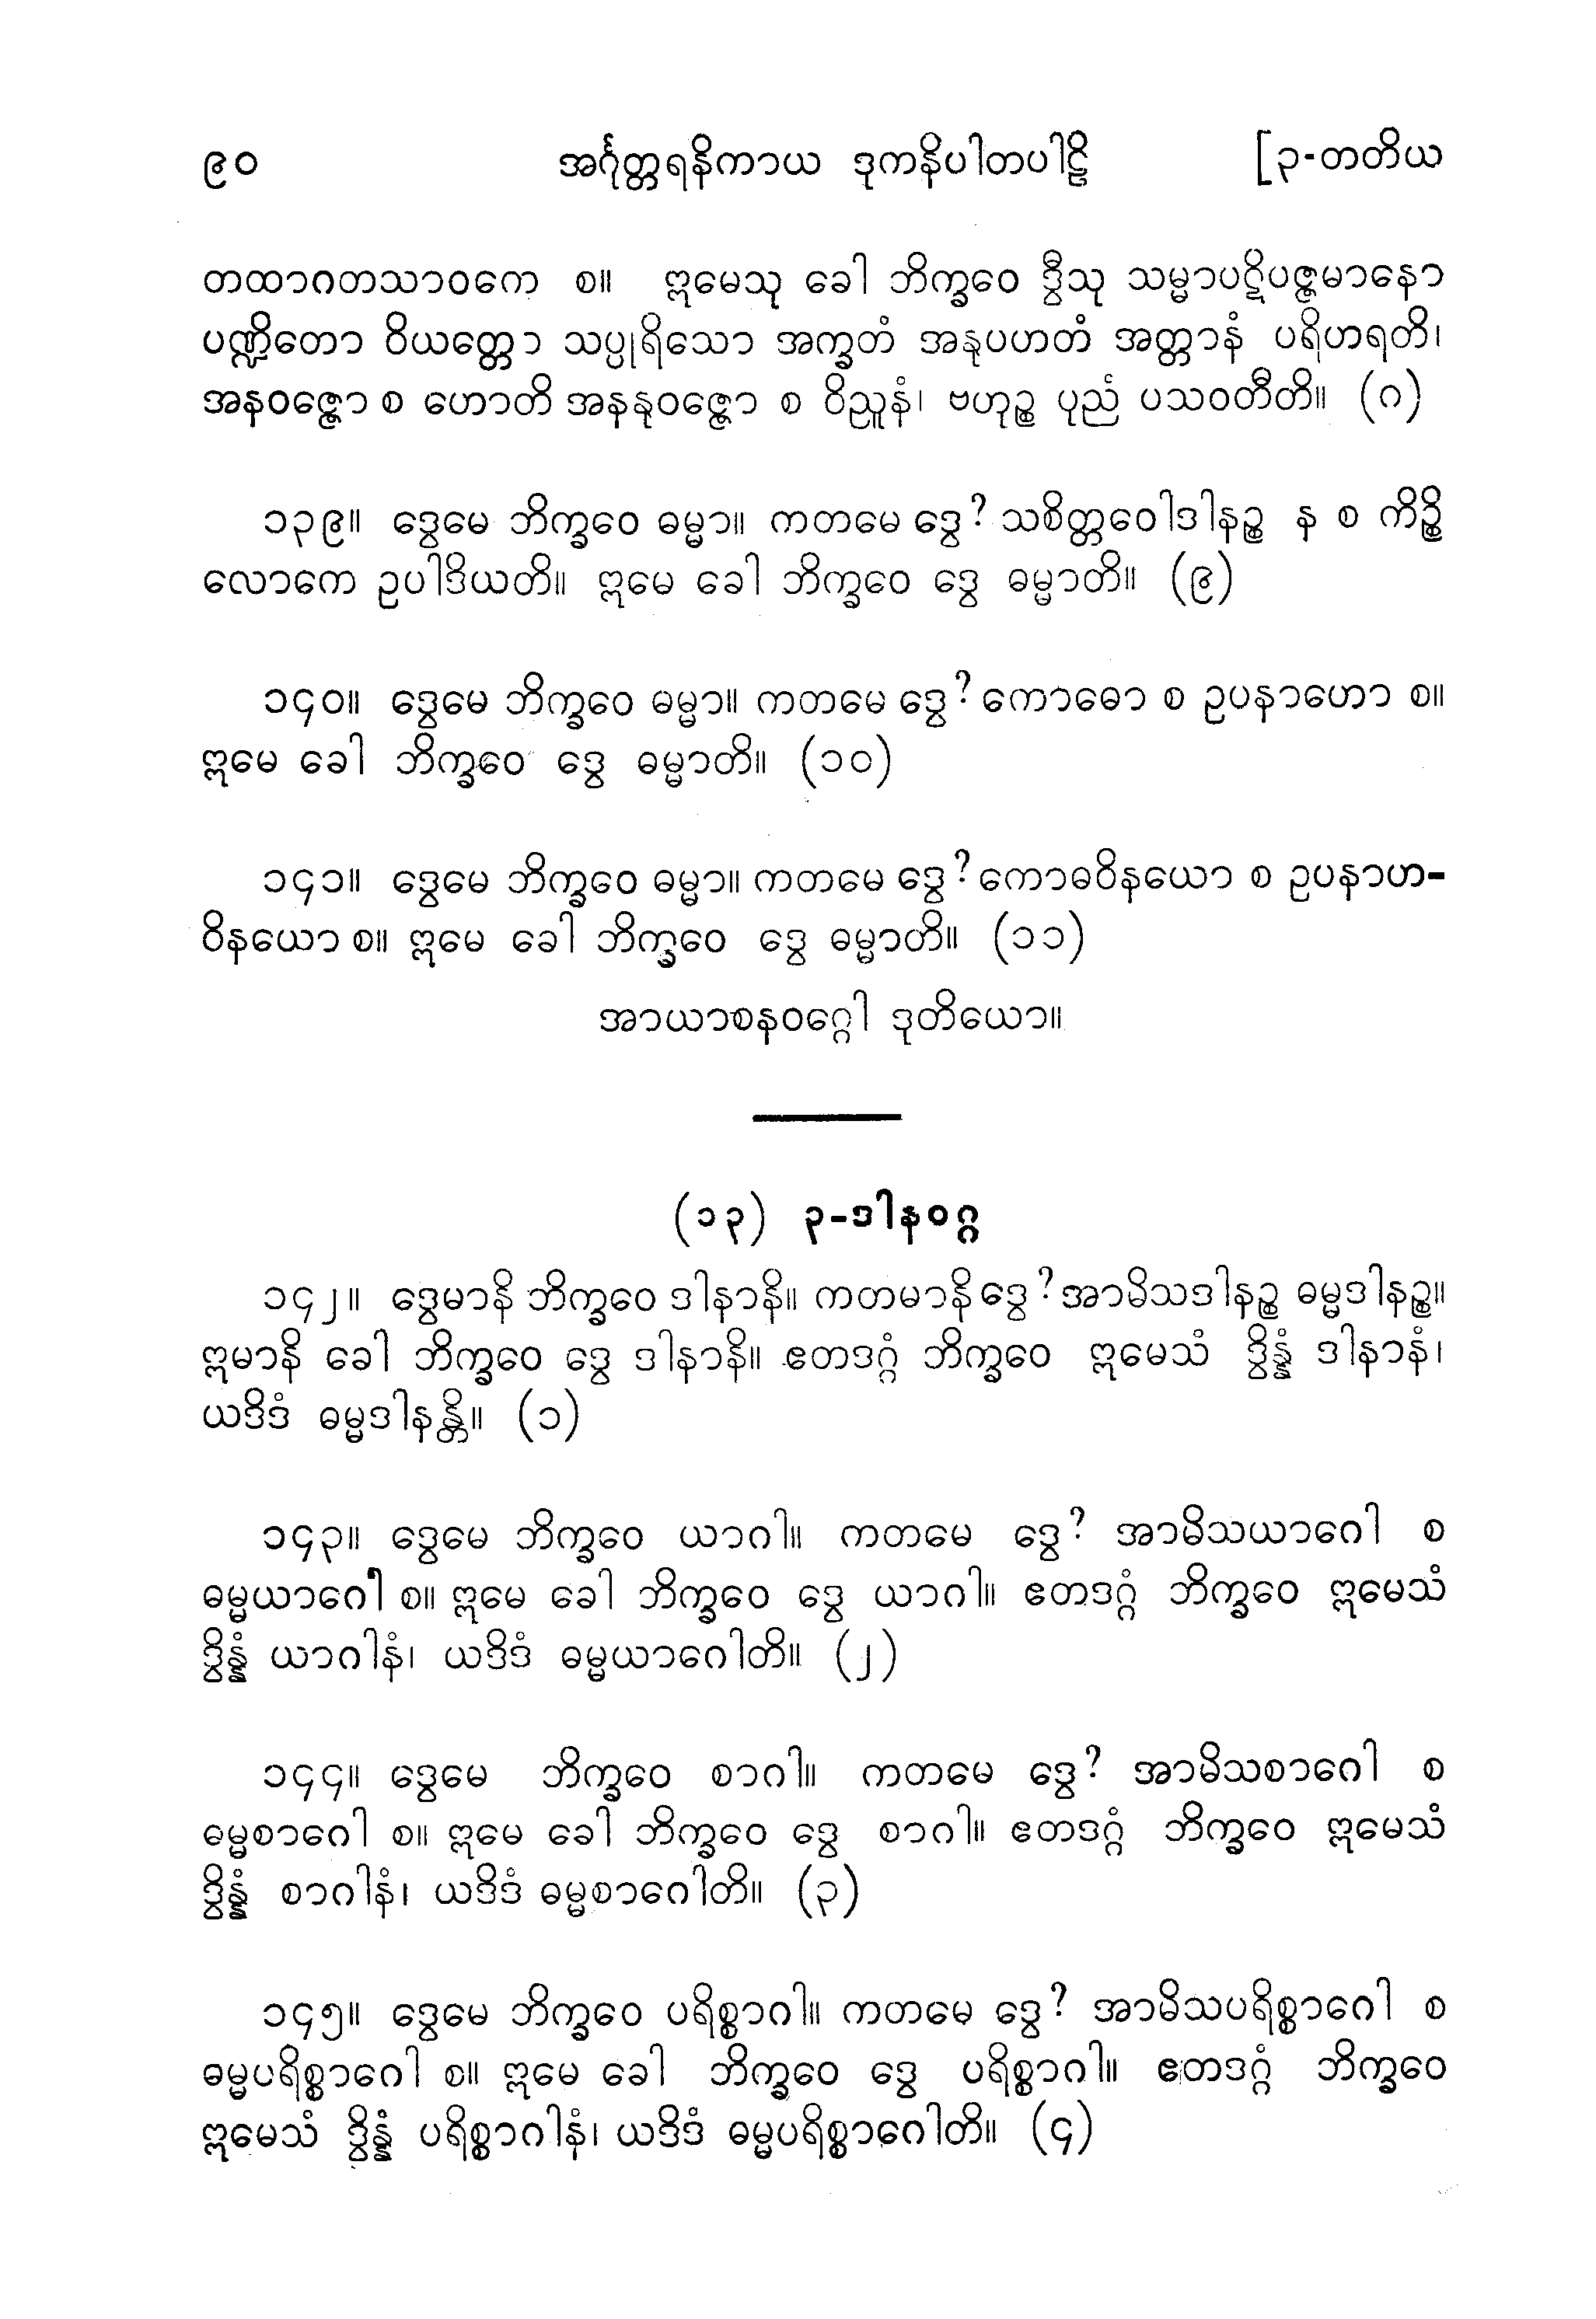 ၉၀ အင်္ဂုတ္တရနိကာယ ဒုကနိပါတပါဠိ [၃-တတိယ
တထာဂတသာဝကေ စ။ ဣမေသု ခေါ ဘိက္ခဝေ ဒွီသု သမ္မာပဋိပဇ္ဇမာနော
ပဏ္ဍိတော ဝိယတ္တော သပ္ပုရိသော အက္ခတံ အနုပဟတံ အတ္တာနံ ပရိဟရတိ၊
အနဝဇ္ဇော စ ဟောတိ အနနုဝဇ္ဇော စ ဝိညူနံ၊ ဗဟုဉ္စ ပုညံ ပသဝတီတိ။ (ဂ)
၁၃၉။ ဒွေမေ ဘိက္ခဝေ ဓမ္မာ။ ကတမေ ဒွေ? သစိတ္တဝေါဒါနဉ္စ န စ ကိဉ္စိ
လောကေ ဥပါဒိယတိ။ ဣမေ ခေါ ဘိက္ခဝေ ဒွေ ဓမ္မာတိ။ (၉)
၁၄၀။ ဒွေမေ ဘိက္ခဝေ ဓမ္မာ။ ကတမေ ဒွေ? ကောဓော စ ဥပနာဟော စ။
ဣမေ ခေါ ဘိက္ခဝေ ဒွေ ဓမ္မာတိ။ (၁၀)
၁၄၁။ ဒွေမေ ဘိက္ခဝေ ဓမ္မာ။ ကတမေ ဒွေ? ကောဓဝိနယော စ ဥပနာဟ-
ဝိနယော စ။ ဣမေ ခေါ ဘိက္ခဝေ ဒွေ ဓမ္မာတိ။ (၁၁)
အာယာစနဝဂ္ဂေါ ဒုတိယော။
(၁၃) ၃-ဒါနဝဂ္ဂ
၁၄၂။ ဒွေမာနိ ဘိက္ခဝေ ဒါနာနိ။ ကတမာနိ ဒွေ? အာမိသဒါနဉ္စ ဓမ္မဒါနဉ္စ။
ဣမာနိ ခေါ ဘိက္ခဝေ ဒွေ ဒါနာနိ။ ဧတဒဂ္ဂံ ဘိက္ခဝေ ဣမေသံ ဒွိန္နံ ဒါနာနံ၊
ယဒိဒံ ဓမ္မဒါနန္တိ။ (၁)
၁၄၃။ ဒွေမေ ဘိက္ခဝေ ယာဂါ။ ကတမေ ဒွေ? အာမိသယာဂေါ စ
ဓမ္မယာဂေါ စ။ ဣမေ ခေါ ဘိက္ခဝေ ဒွေ ယာဂါ။ ဧတဒဂ္ဂံ ဘိက္ခဝေ ဣမေသံ
ဒွိန္နံ ယာဂါနံ၊ ယဒိဒံ ဓမ္မယာဂေါတိ။ (၂)
၁၄၄။ ဒွေမေ ဘိက္ခဝေ စာဂါ။ ကတမေ ဒွေ? အာမိသစာဂေါ စ
ဓမ္မစာဂေါ စ။ ဣမေ ခေါ ဘိက္ခဝေ ဒွေ စာဂါ။ ဧတဒဂ္ဂံ ဘိက္ခဝေ ဣမေသံ
ဒွိန္နံ စာဂါနံ၊ ယဒိဒံ ဓမ္မစာဂေါတိ။ (၃)
၁၄၅။ ဒွေမေ ဘိက္ခဝေ ပရိစ္စာဂါ။ ကတမေ ဒွေ? အာမိသပရိစ္စာဂေါ စ
ဓမ္မပရိစ္စာဂေါ စ။ ဣမေ ခေါ ဘိက္ခဝေ ဒွေ ပရိစ္စာဂါ။ ဧတဒဂ္ဂံ ဘိက္ခဝေ
ဣမေသံ ဒွိန္နံ ပရိစ္စာဂါနံ၊ ယဒိဒံ ဓမ္မပရိစ္စာဂေါတိ။ (၄)